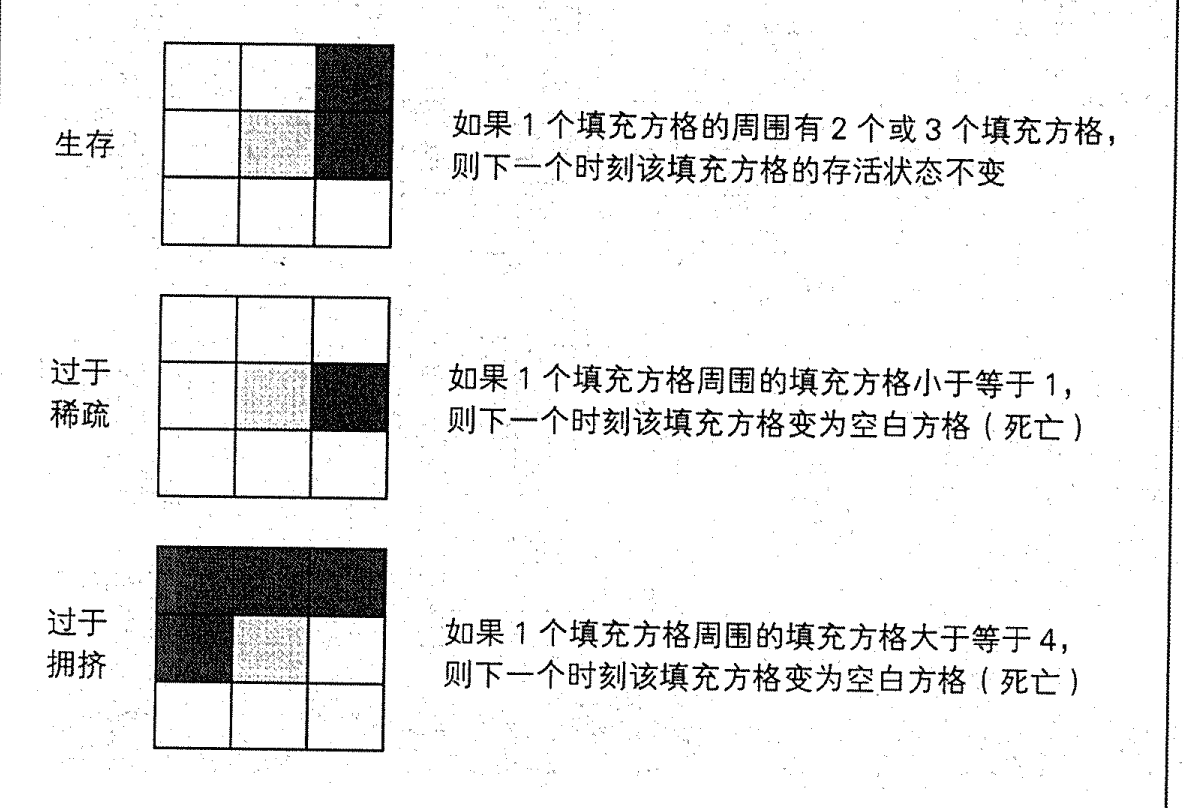 生存
如果 1 个填充方格的周围有 2 个或 3 个填充方格，
则下一个时刻该填充方格的存活状态不变
过于
稀疏
如果 1 个填充方格周围的填充方格小于等于 1，
则下一个时刻该填充方格变为空白方格（死亡）
过于
拥挤
如果 1 个填充方格周围的填充方格大于等于 4，
则下一个时刻该填充方格变为空白方格（死亡）